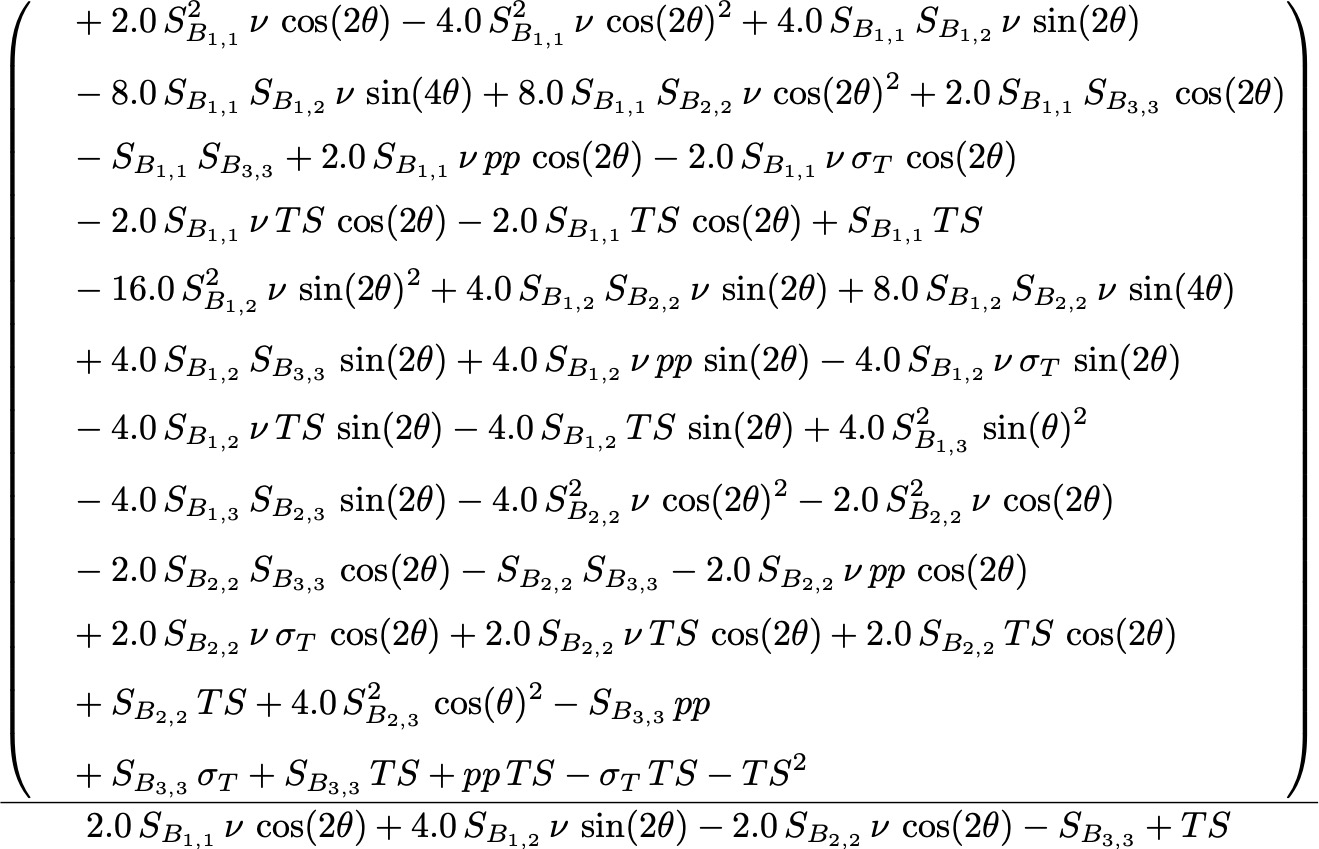 + 2.0 S²_{B_{1,1}} ν cos(2θ) − 4.0 S²_{B_{1,1}} ν cos(2θ)² + 4.0 S_{B_{1,1}} S_{B_{1,2}} ν sin(2θ)
− 8.0 S_{B_{1,1}} S_{B_{1,2}} ν sin(4θ) + 8.0 S_{B_{1,1}} S_{B_{2,2}} ν cos(2θ)² + 2.0 S_{B_{1,1}} S_{B_{3,3}} cos(2θ)
− S_{B_{1,1}} S_{B_{3,3}} + 2.0 S_{B_{1,1}} ν pp cos(2θ) − 2.0 S_{B_{1,1}} ν σ_T cos(2θ)
− 2.0 S_{B_{1,1}} ν TS cos(2θ) − 2.0 S_{B_{1,1}} TS cos(2θ) + S_{B_{1,1}} TS
− 16.0 S²_{B_{1,2}} ν sin(2θ)² + 4.0 S_{B_{1,2}} S_{B_{2,2}} ν sin(2θ) + 8.0 S_{B_{1,2}} S_{B_{2,2}} ν sin(4θ)
+ 4.0 S_{B_{1,2}} S_{B_{3,3}} sin(2θ) + 4.0 S_{B_{1,2}} ν pp sin(2θ) − 4.0 S_{B_{1,2}} ν σ_T sin(2θ)
− 4.0 S_{B_{1,2}} ν TS sin(2θ) − 4.0 S_{B_{1,2}} TS sin(2θ) + 4.0 S²_{B_{1,3}} sin(θ)²
− 4.0 S_{B_{1,3}} S_{B_{2,3}} sin(2θ) − 4.0 S²_{B_{2,2}} ν cos(2θ)² − 2.0 S²_{B_{2,2}} ν cos(2θ)
− 2.0 S_{B_{2,2}} S_{B_{3,3}} cos(2θ) − S_{B_{2,2}} S_{B_{3,3}} − 2.0 S_{B_{2,2}} ν pp cos(2θ)
+ 2.0 S_{B_{2,2}} ν σ_T cos(2θ) + 2.0 S_{B_{2,2}} ν TS cos(2θ) + 2.0 S_{B_{2,2}} TS cos(2θ)
+ S_{B_{2,2}} TS + 4.0 S²_{B_{2,3}} cos(θ)² − S_{B_{3,3}} pp
+ S_{B_{3,3}} σ_T + S_{B_{3,3}} TS + pp TS − σ_T TS − TS²
2.0 S_{B_{1,1}} ν cos(2θ) + 4.0 S_{B_{1,2}} ν sin(2θ) − 2.0 S_{B_{2,2}} ν cos(2θ) − S_{B_{3,3}} + TS